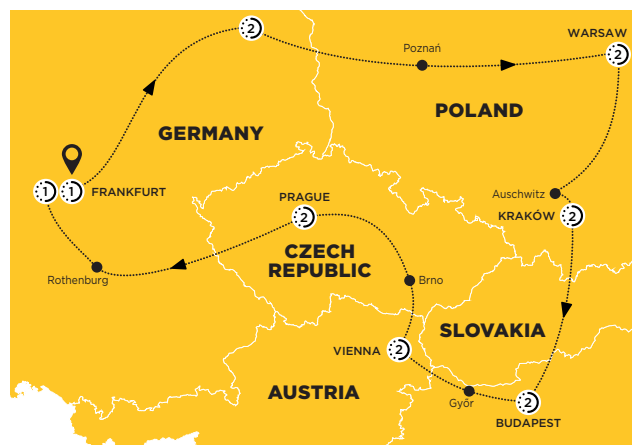 2
WARSAW
2
Poznań
POLAND
GERMANY
1
1
FRANKFURT
Auschwitz
KRAKÓW
2
PRAGUE
2
CZECH
REPUBLIC
Rothenburg
Brno
SLOVAKIA
VIENNA
2
AUSTRIA
Győr
2
BUDAPEST